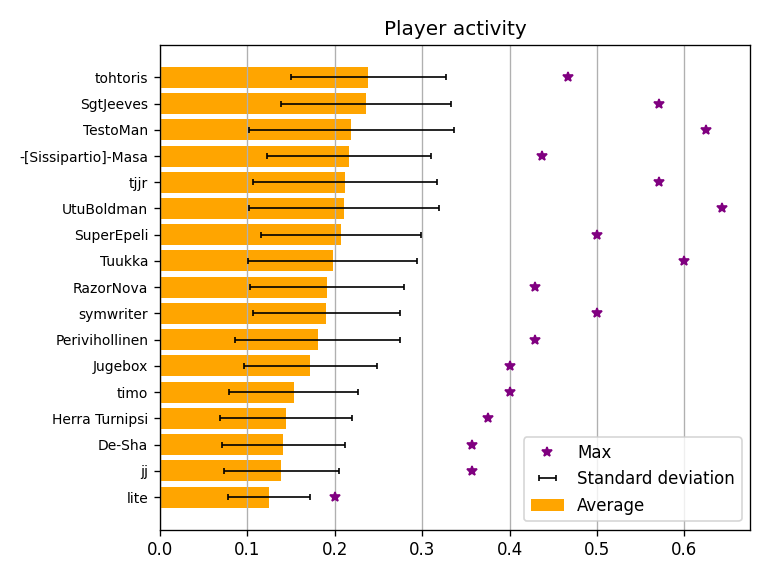 Player activity
tohtoris
SgtJeeves
TestoMan
-[Sissipartio]-Masa
tjjr
UtuBoldman
SuperEpeli
Tuukka
RazorNova
symwriter
Perivihollinen
Jugebox
timo
Herra Turnipsi
De-Sha
jj
lite
Max
Standard deviation
Average
0.0 0.1 0.2 0.3 0.4 0.5 0.6